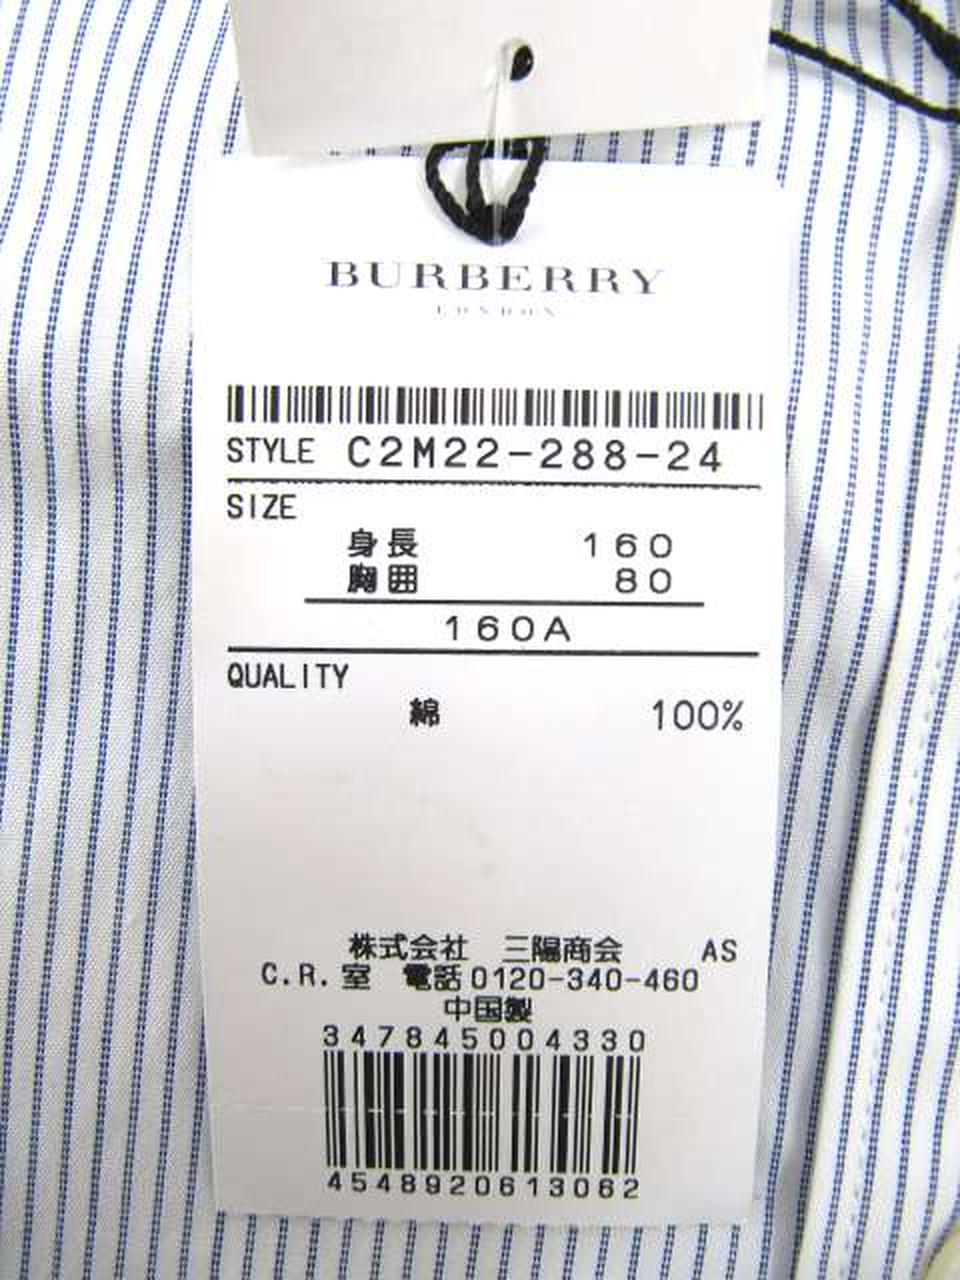 BURBERRY
LONDON
STYLE C2M22-288-24
SIZE
身長 160
胸囲 80
160A
QUALITY
綿 100%
株式会社 三陽商会 AS
C.R.室 電話0120-340-460
中国製
347845004330
4548920613062